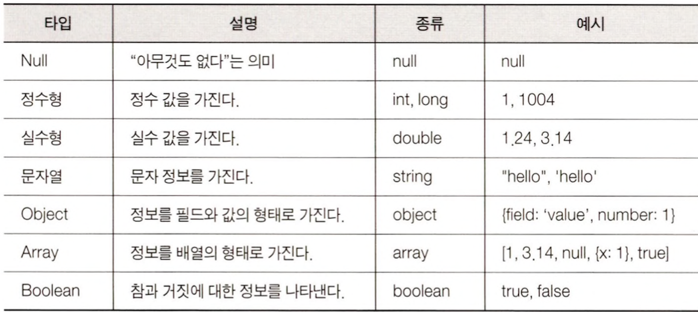 타입 설명 종류 예시
Null “아무것도 없다”는 의미 null null
정수형 정수 값을 가진다. int, long 1, 1004
실수형 실수 값을 가진다. double 1.24, 3.14
문자열 문자 정보를 가진다. string "hello", 'hello'
Object 정보를 필드와 값의 형태로 가진다. object {field: ‘value’, number: 1}
Array 정보를 배열의 형태로 가진다. array [1, 3.14, null, {x: 1}, true]
Boolean 참과 거짓에 대한 정보를 나타낸다. boolean true, false